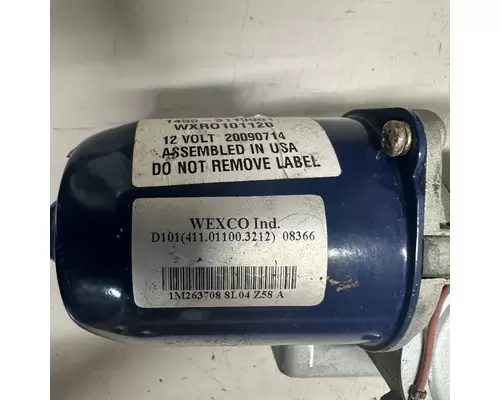 WXRO101120
12 VOLT 20090714
ASSEMBLED IN USA
DO NOT REMOVE LABEL
WEXCO Ind.
D101(411.01100.3212) 08366
1M263708 8L04 Z58 A